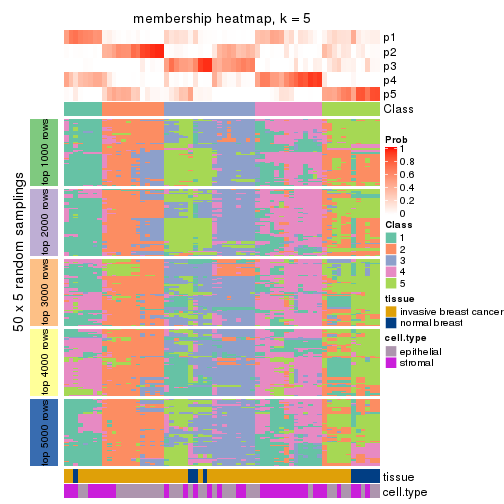 membership heatmap, k = 5
p1
p2
p3
p4
p5
Class
50 x 5 random samplings
top 1000 rows
top 2000 rows
top 3000 rows
top 4000 rows
top 5000 rows
tissue
cell.type
Prob
1
0.8
0.6
0.4
0.2
0
Class
1
2
3
4
5
tissue
invasive breast cancer
normal breast
cell.type
epithelial
stromal